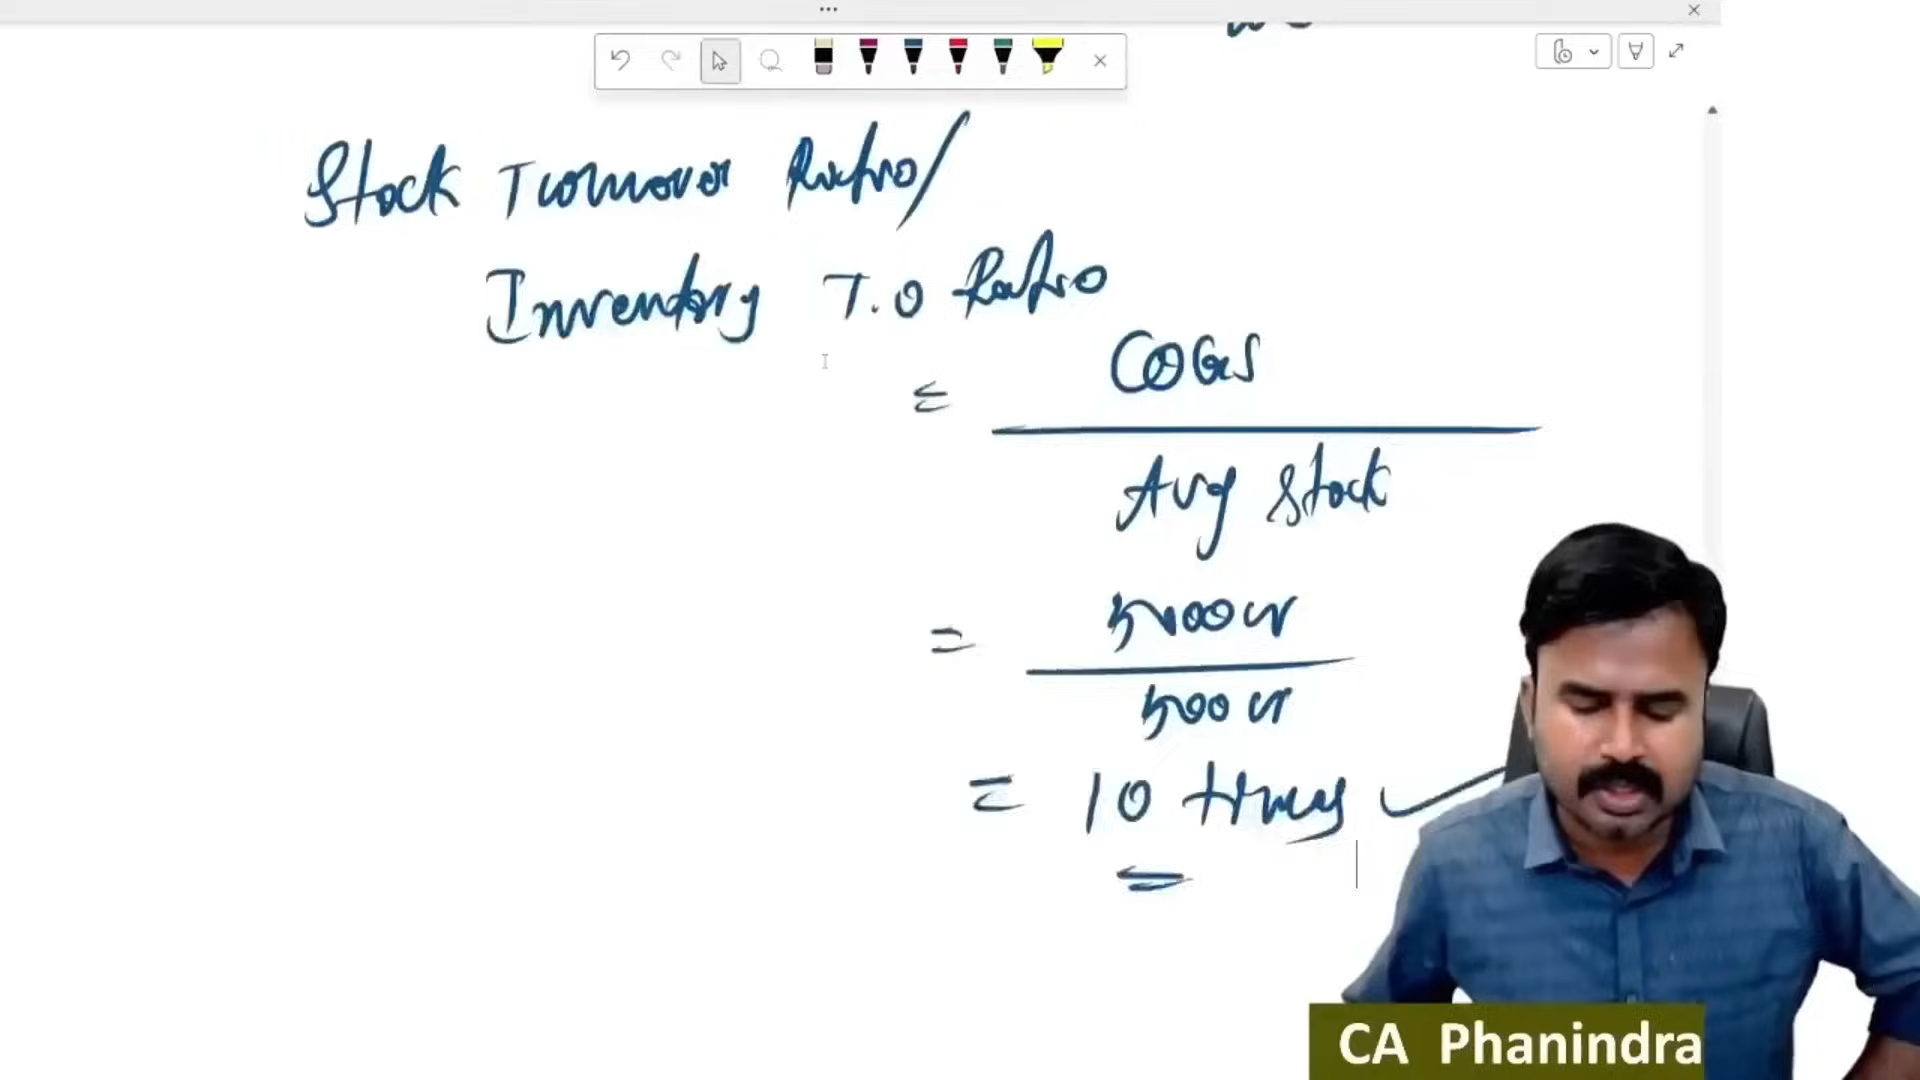 Stock Turnover Ratio/
Inventory T.O Ratio
= COGS
Avg Stock
= 5000 cr
500 cr
= 10 times ✓
CA Phanindra